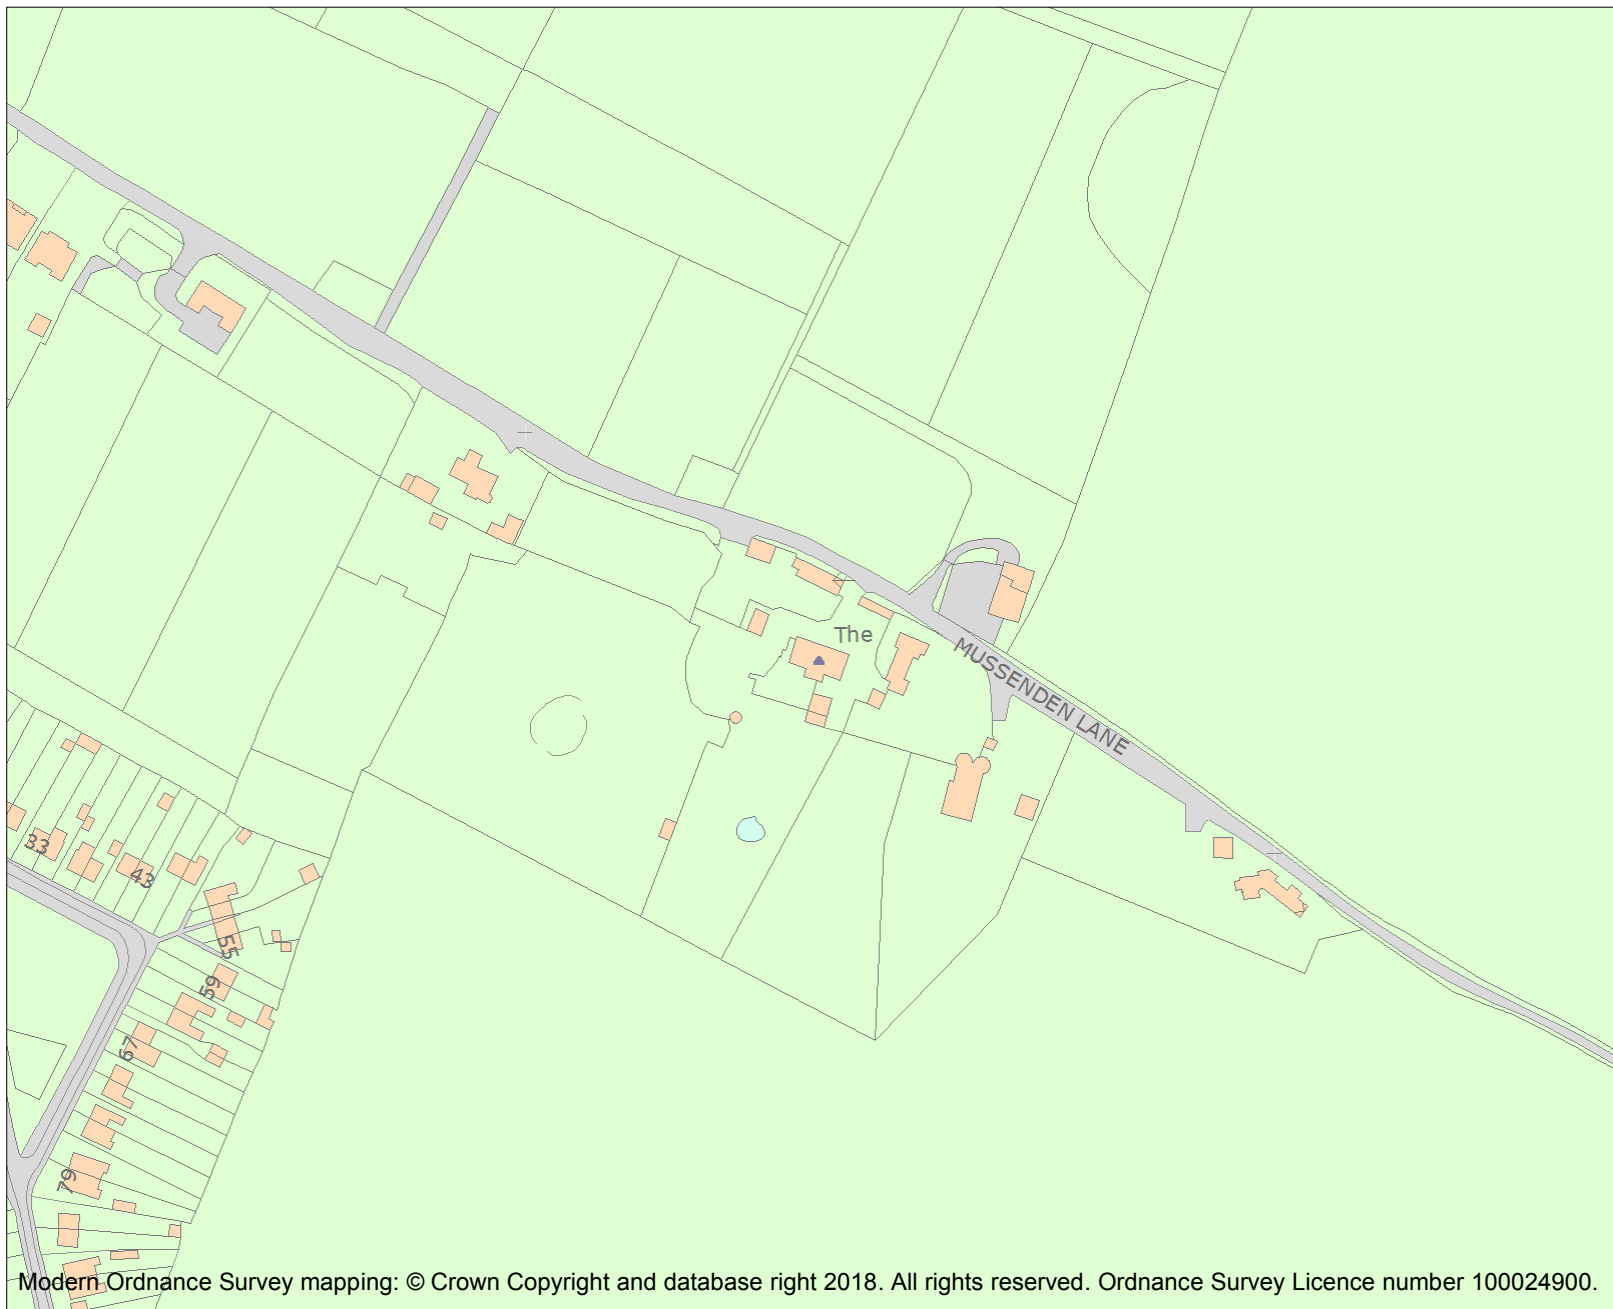 The
MUSSENDEN LANE
33
43
55
59
67
79
Modern Ordnance Survey mapping: © Crown Copyright and database right 2018. All rights reserved. Ordnance Survey Licence number 100024900.